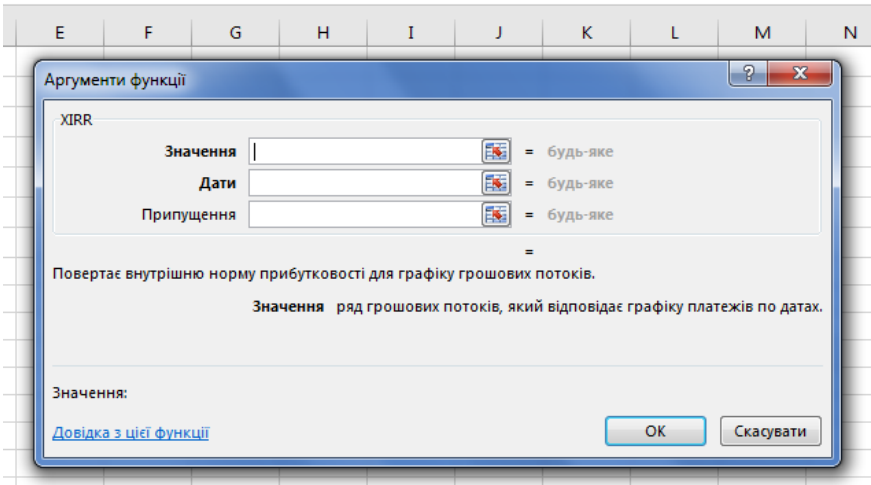 E F G H I J K L M N
Аргументи функції ? X
XIRR
Значення = будь-яке
Дати = будь-яке
Припущення = будь-яке
=
Повертає внутрішню норму прибутковості для графіку грошових потоків.
Значення ряд грошових потоків, який відповідає графіку платежів по датах.
Значення:
Довідка з цієї функції OK Скасувати